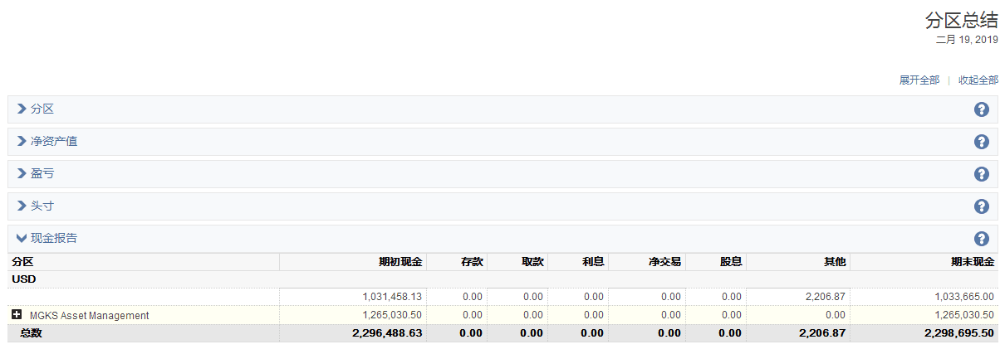 分区总结
二月 19, 2019
展开全部 | 收起全部
分区
净资产值
盈亏
头寸
现金报告
分区 期初现金 存款 取款 利息 净交易 股息 其他 期末现金
USD
1,031,458.13 0.00 0.00 0.00 0.00 0.00 2,206.87 1,033,665.00
MGKS Asset Management 1,265,030.50 0.00 0.00 0.00 0.00 0.00 0.00 1,265,030.50
总数 2,296,488.63 0.00 0.00 0.00 0.00 0.00 2,206.87 2,298,695.50